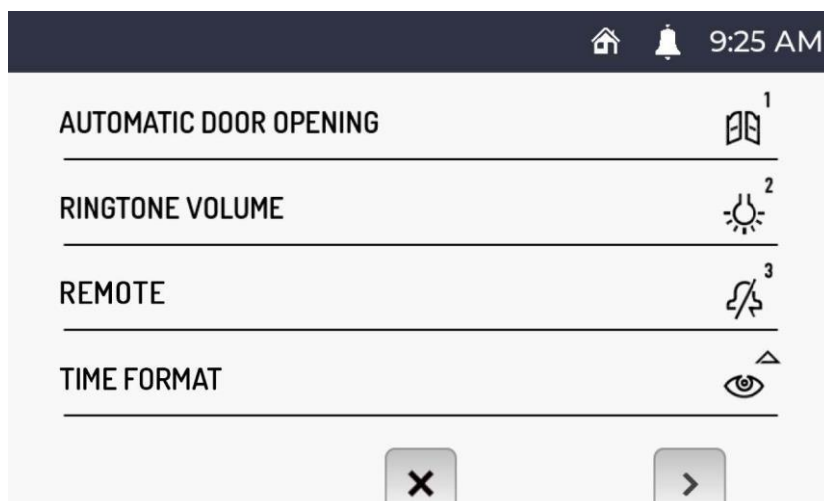 9:25 AM
AUTOMATIC DOOR OPENING 1
RINGTONE VOLUME 2
REMOTE 3
TIME FORMAT